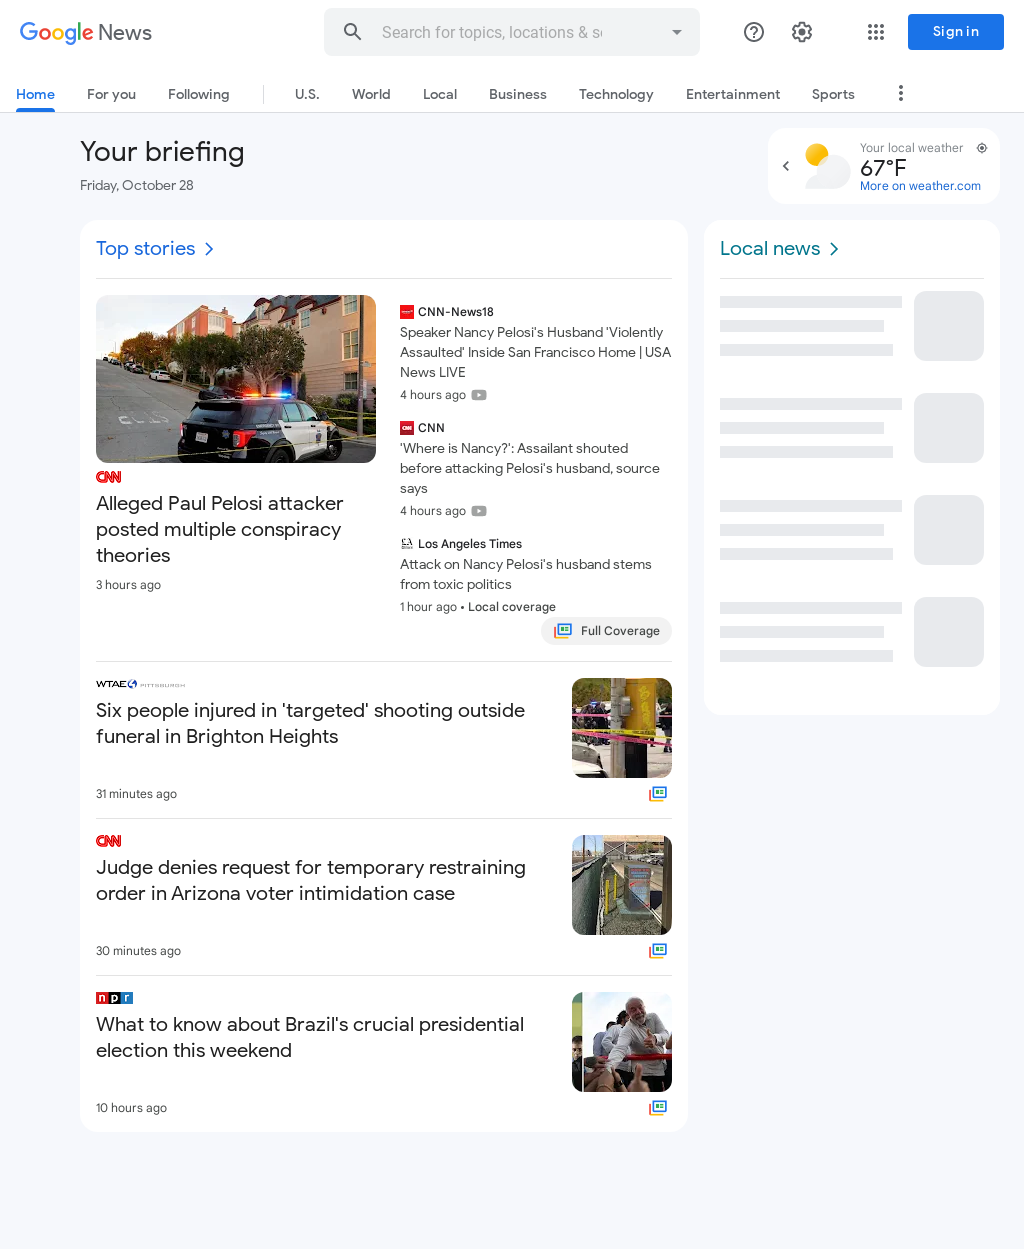 Google News
Search for topics, locations & s
Sign in
Home
For you
Following
U.S.
World
Local
Business
Technology
Entertainment
Sports
Your briefing
Friday, October 28
Your local weather
67°F
More on weather.com
Top stories
CNN
Alleged Paul Pelosi attacker
posted multiple conspiracy
theories
3 hours ago
CNN-News18
Speaker Nancy Pelosi's Husband 'Violently
Assaulted' Inside San Francisco Home | USA
News LIVE
4 hours ago
CNN
'Where is Nancy?': Assailant shouted
before attacking Pelosi's husband, source
says
4 hours ago
Los Angeles Times
Attack on Nancy Pelosi's husband stems
from toxic politics
1 hour ago • Local coverage
Full Coverage
WTAE PITTSBURGH
Six people injured in 'targeted' shooting outside
funeral in Brighton Heights
31 minutes ago
CNN
Judge denies request for temporary restraining
order in Arizona voter intimidation case
30 minutes ago
npr
What to know about Brazil's crucial presidential
election this weekend
10 hours ago
Local news